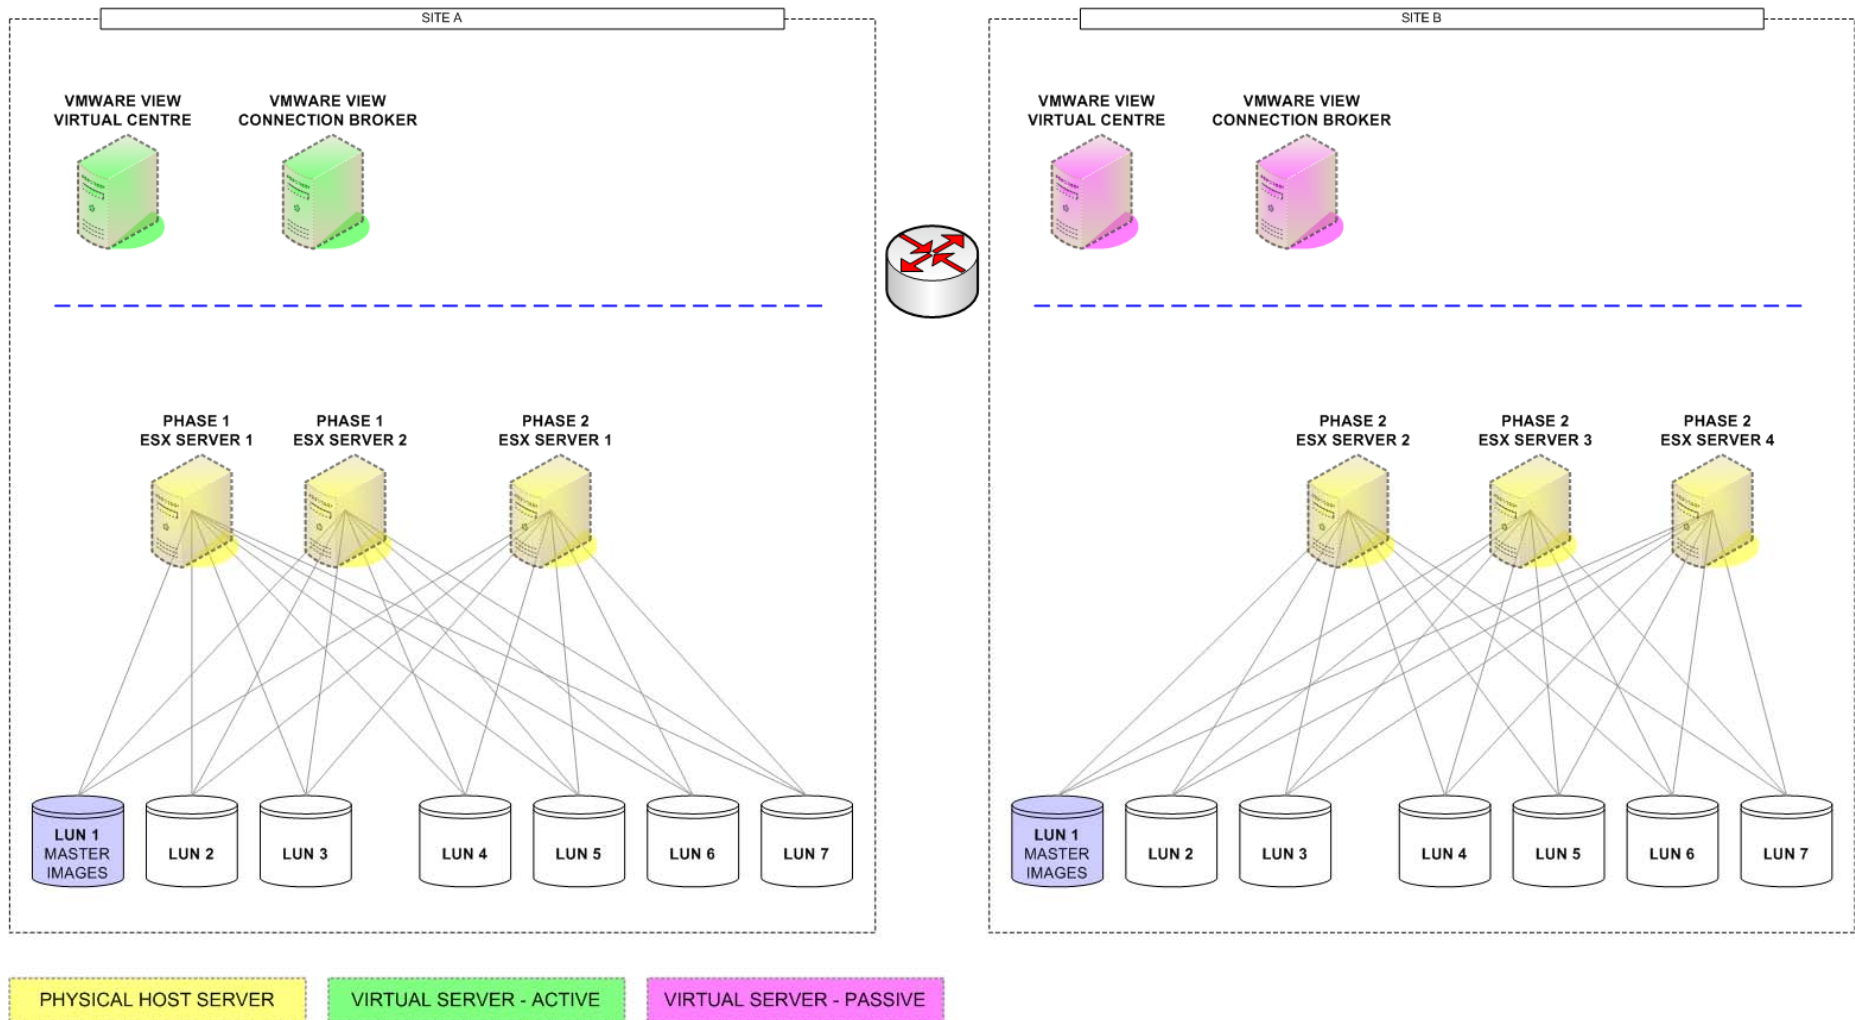 SITE A
SITE B
VMWARE VIEW
VIRTUAL CENTRE
VMWARE VIEW
CONNECTION BROKER
VMWARE VIEW
VIRTUAL CENTRE
VMWARE VIEW
CONNECTION BROKER
PHASE 1
ESX SERVER 1
PHASE 1
ESX SERVER 2
PHASE 2
ESX SERVER 1
PHASE 2
ESX SERVER 2
PHASE 2
ESX SERVER 3
PHASE 2
ESX SERVER 4
LUN 1
MASTER
IMAGES
LUN 2
LUN 3
LUN 4
LUN 5
LUN 6
LUN 7
LUN 1
MASTER
IMAGES
LUN 2
LUN 3
LUN 4
LUN 5
LUN 6
LUN 7
PHYSICAL HOST SERVER
VIRTUAL SERVER - ACTIVE
VIRTUAL SERVER - PASSIVE